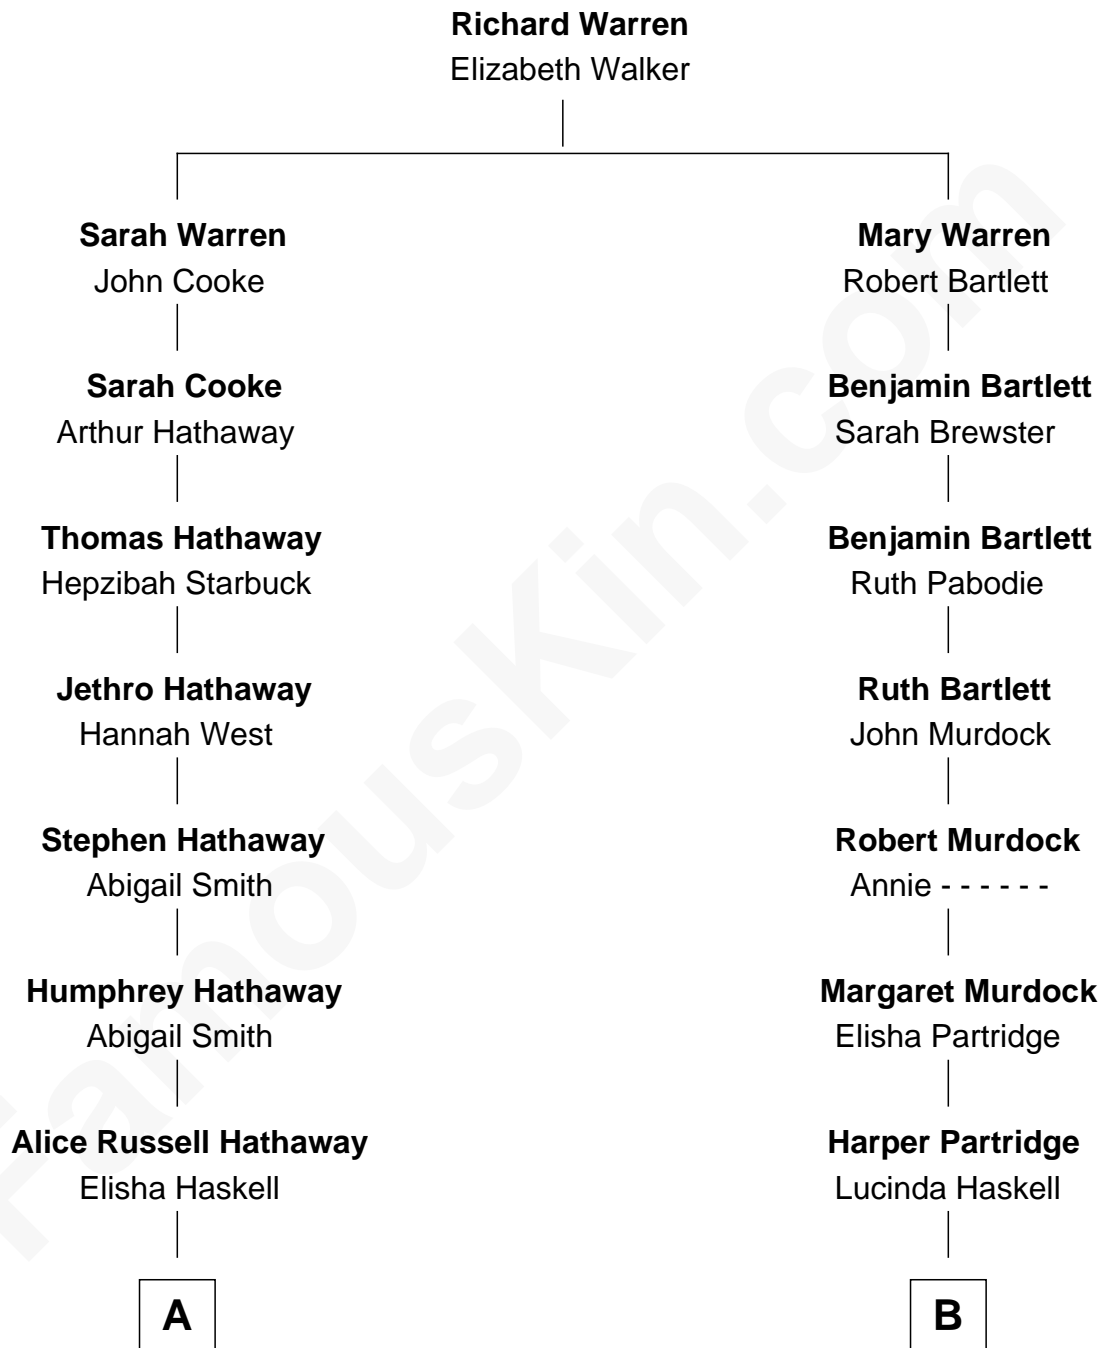 Richard Warren
Elizabeth Walker
Sarah Warren
John Cooke
Mary Warren
Robert Bartlett
Sarah Cooke
Arthur Hathaway
Benjamin Bartlett
Sarah Brewster
Thomas Hathaway
Hepzibah Starbuck
Benjamin Bartlett
Ruth Pabodie
Jethro Hathaway
Hannah West
Ruth Bartlett
John Murdock
Stephen Hathaway
Abigail Smith
Robert Murdock
Annie - - - - - -
Humphrey Hathaway
Abigail Smith
Margaret Murdock
Elisha Partridge
Alice Russell Hathaway
Elisha Haskell
Harper Partridge
Lucinda Haskell
A
B
FamousKin.com